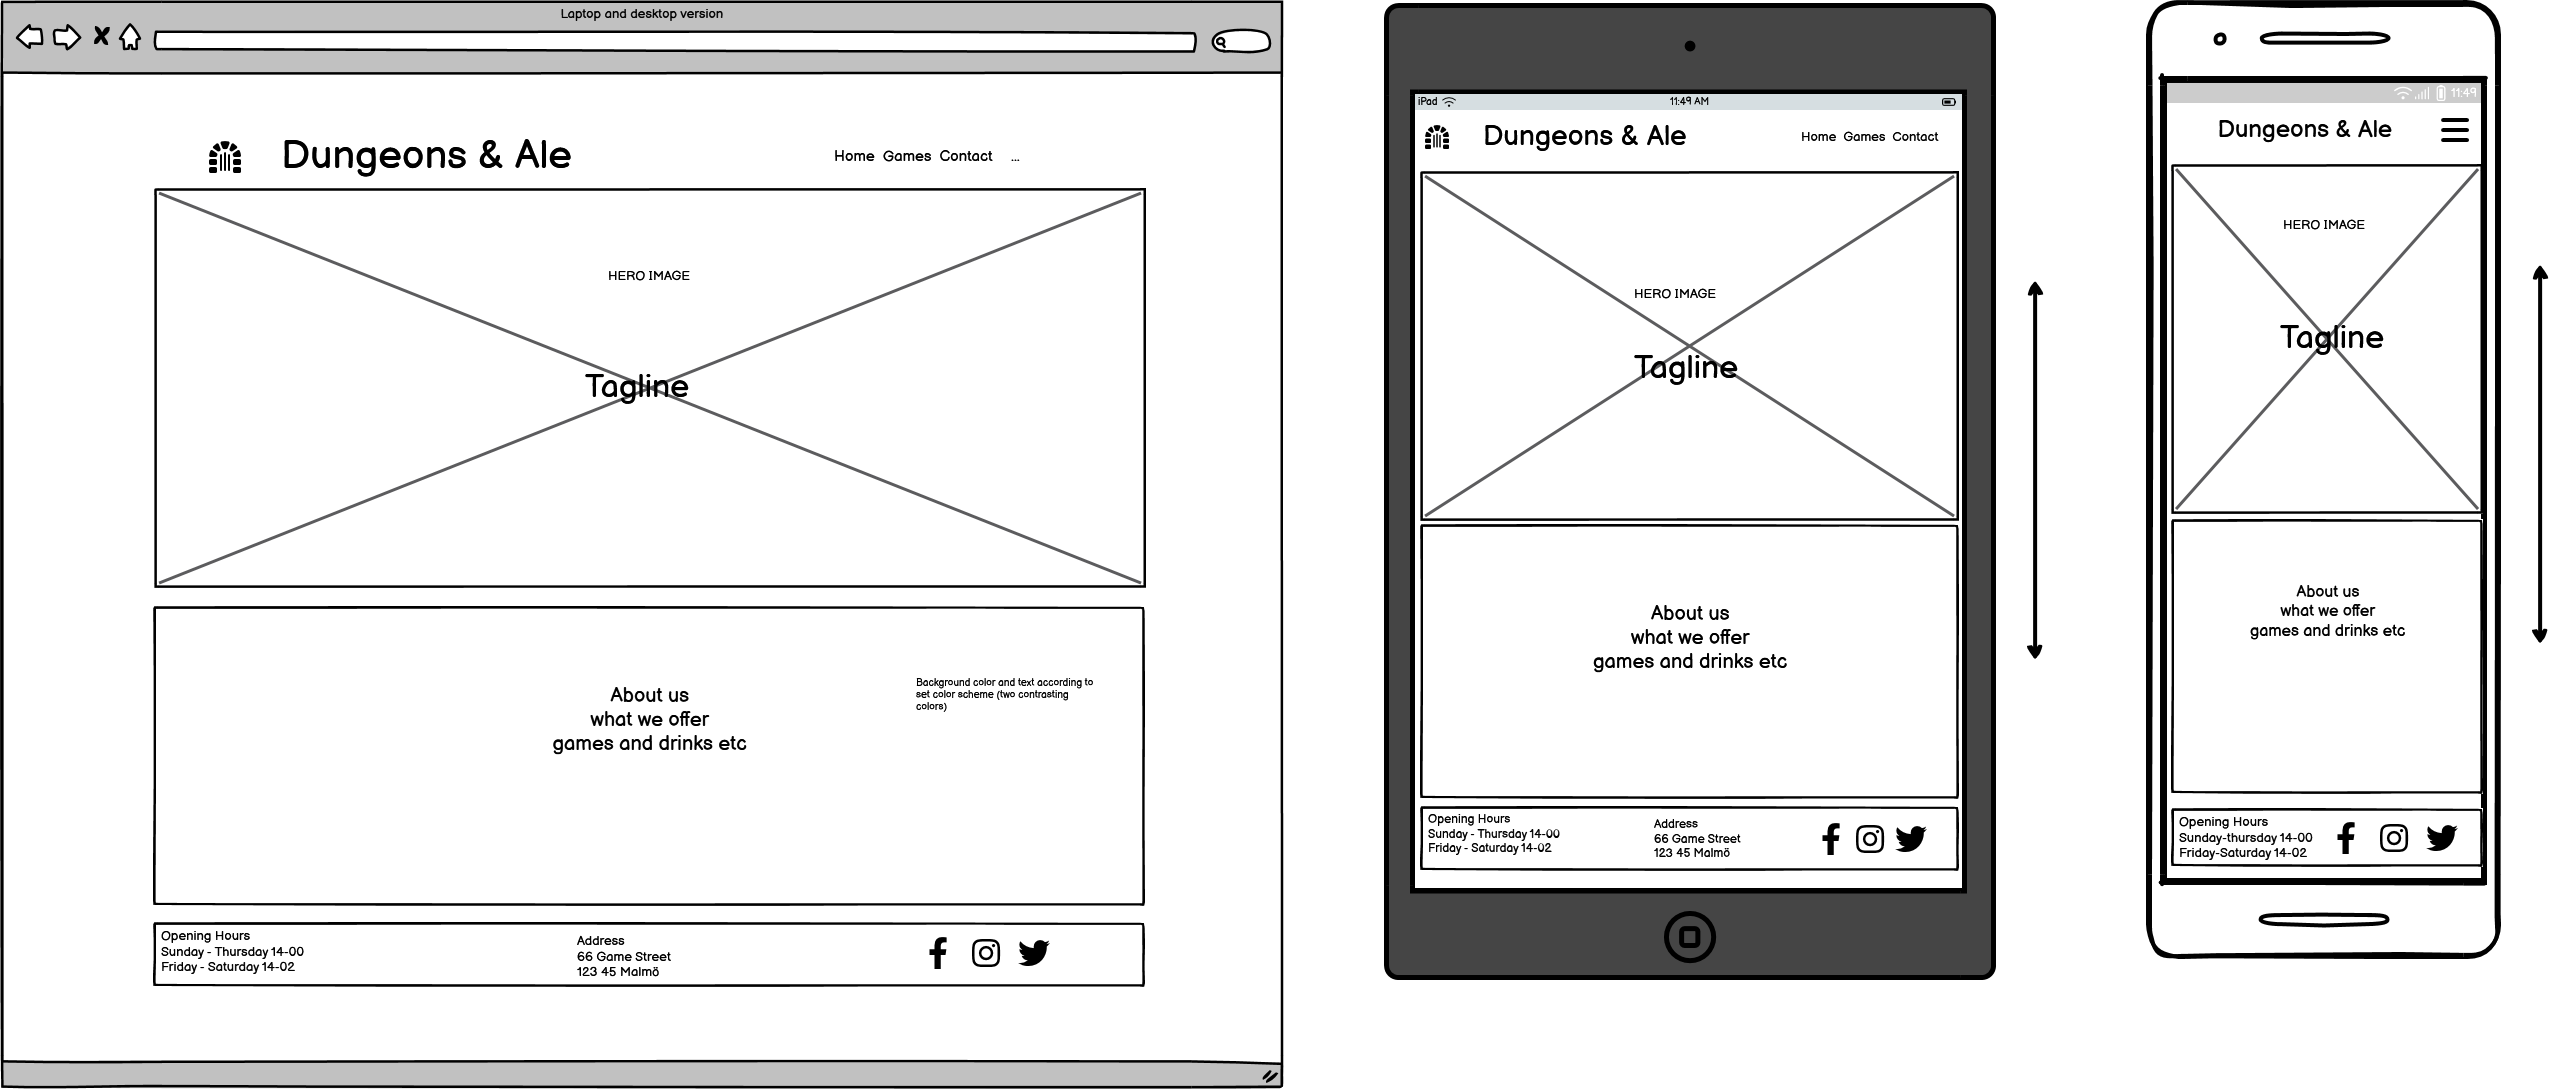 Laptop and desktop version
Dungeons & Ale
Home Games Contact ...
HERO IMAGE
Tagline
About us
what we offer
games and drinks etc
Background color and text according to
set color scheme (two contrasting
colors)
Opening Hours
Sunday - Thursday 14-00
Friday - Saturday 14-02
Address
66 Game Street
123 45 Malmö
iPad
11:49 AM
Dungeons & Ale
Home Games Contact
HERO IMAGE
Tagline
About us
what we offer
games and drinks etc
Opening Hours
Sunday - Thursday 14-00
Friday - Saturday 14-02
Address
66 Game Street
123 45 Malmö
11:49
Dungeons & Ale
HERO IMAGE
Tagline
About us
what we offer
games and drinks etc
Opening Hours
Sunday-thursday 14-00
Friday-Saturday 14-02